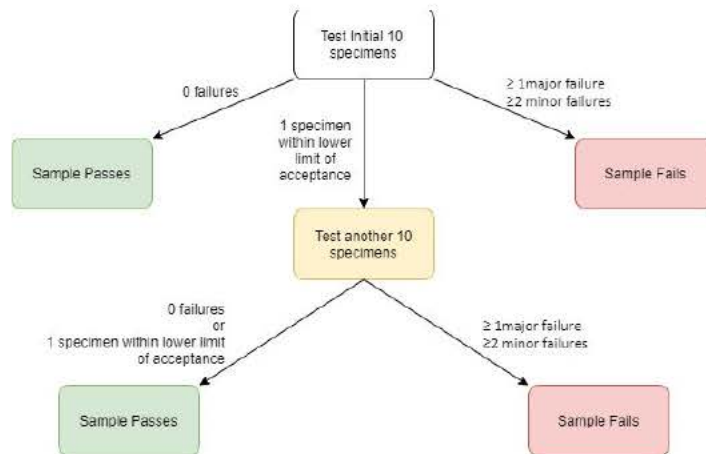 Test Initial 10
specimens
0 failures
≥ 1major failure
≥2 minor failures
1 specimen
within lower
limit of
acceptance
Sample Passes
Sample Fails
Test another 10
specimens
0 failures
or
1 specimen within lower limit
of acceptance
≥ 1major failure
≥2 minor failures
Sample Passes
Sample Fails